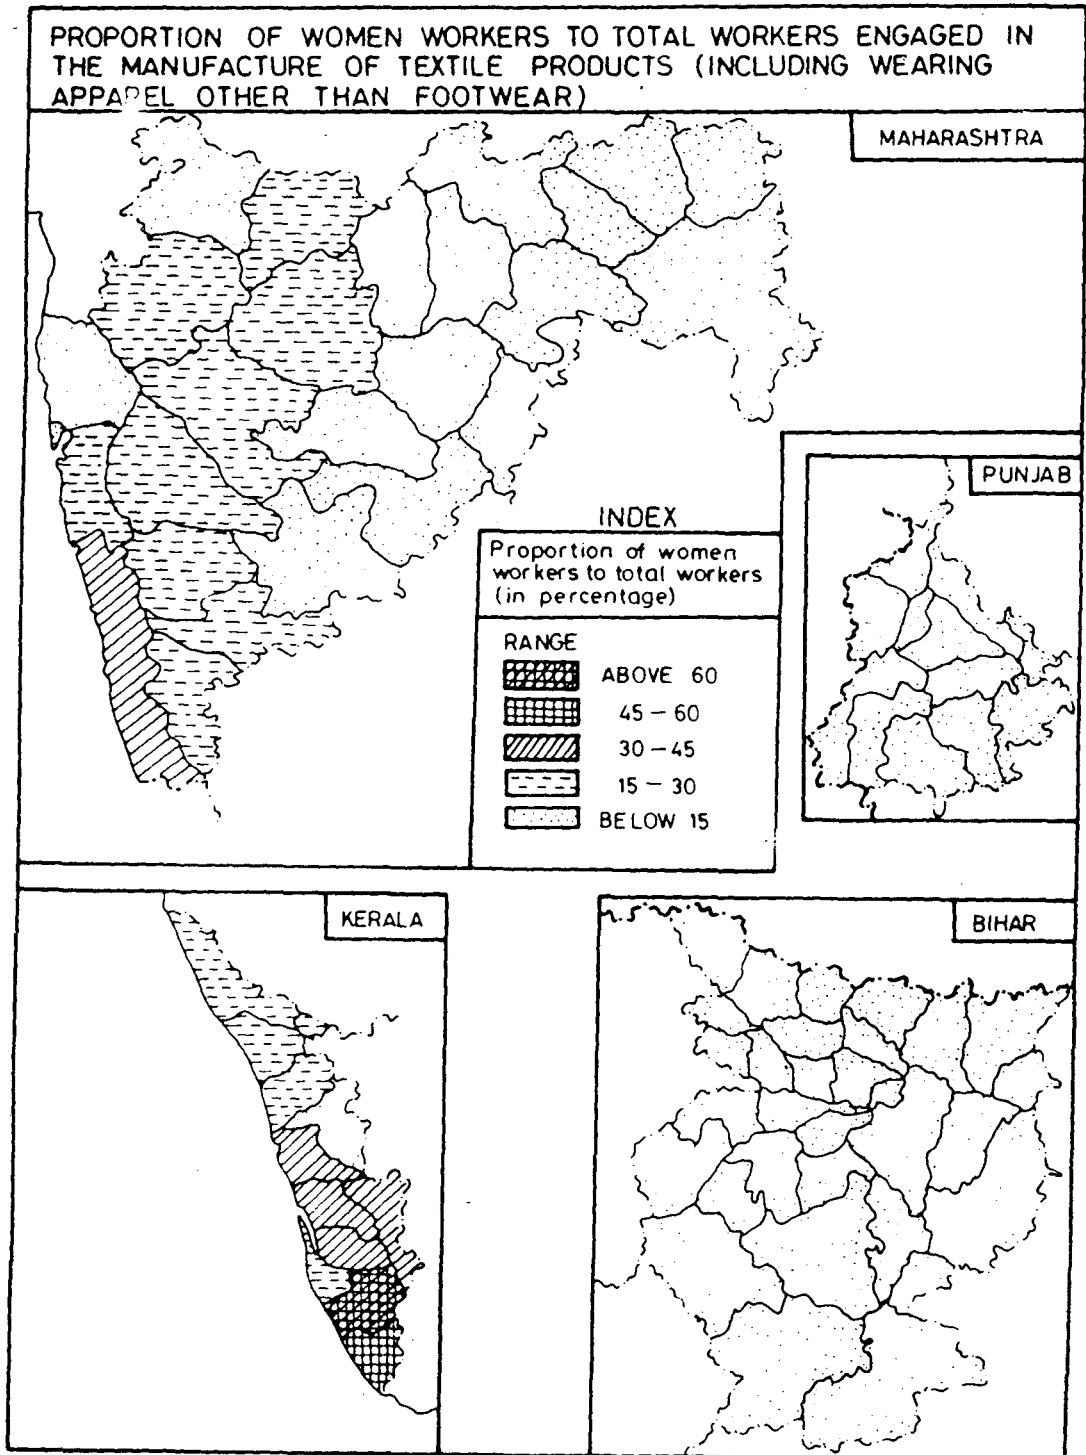 PROPORTION OF WOMEN WORKERS TO TOTAL WORKERS ENGAGED IN
THE MANUFACTURE OF TEXTILE PRODUCTS (INCLUDING WEARING
APPAREL OTHER THAN FOOTWEAR)
MAHARASHTRA
PUNJAB
INDEX
Proportion of women
workers to total workers
(in percentage)
RANGE
ABOVE 60
45 – 60
30 – 45
15 – 30
BELOW 15
KERALA
BIHAR